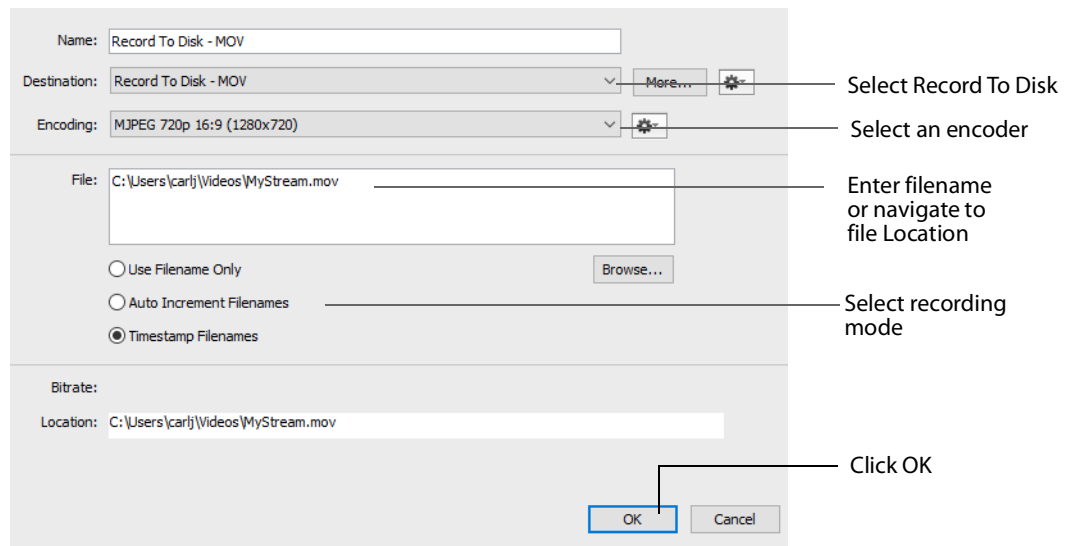 Name: Record To Disk - MOV
Destination: Record To Disk - MOV More... Select Record To Disk
Encoding: MJPEG 720p 16:9 (1280x720) Select an encoder
File: C:\Users\carlj\Videos\MyStream.mov
Enter filename
or navigate to
file Location
Use Filename Only Browse...
Auto Increment Filenames
Select recording
mode
Timestamp Filenames
Bitrate:
Location: C:\Users\carlj\Videos\MyStream.mov
Click OK
OK Cancel